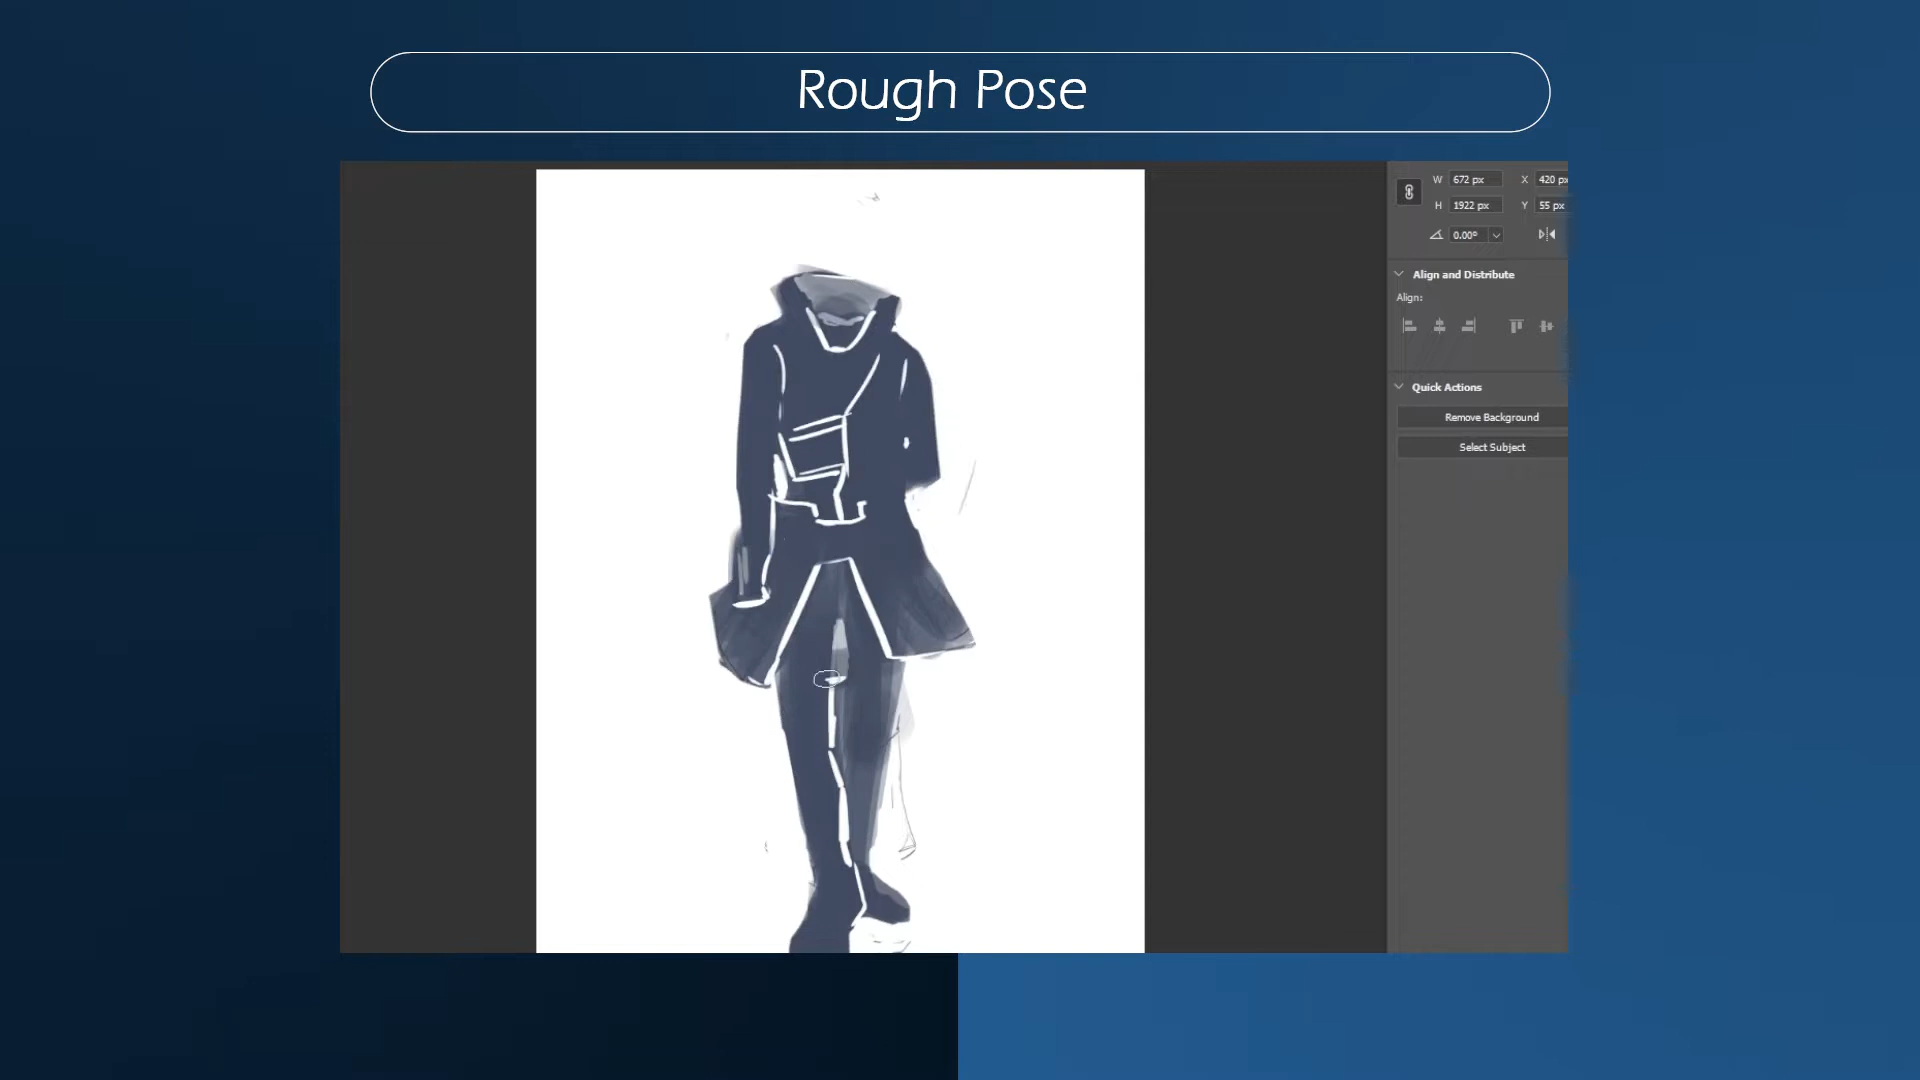 Rough Pose
W 672 px X 420 px
H 1922 px Y 55 px
0.00°
Align and Distribute
Align:
Quick Actions
Remove Background
Select Subject